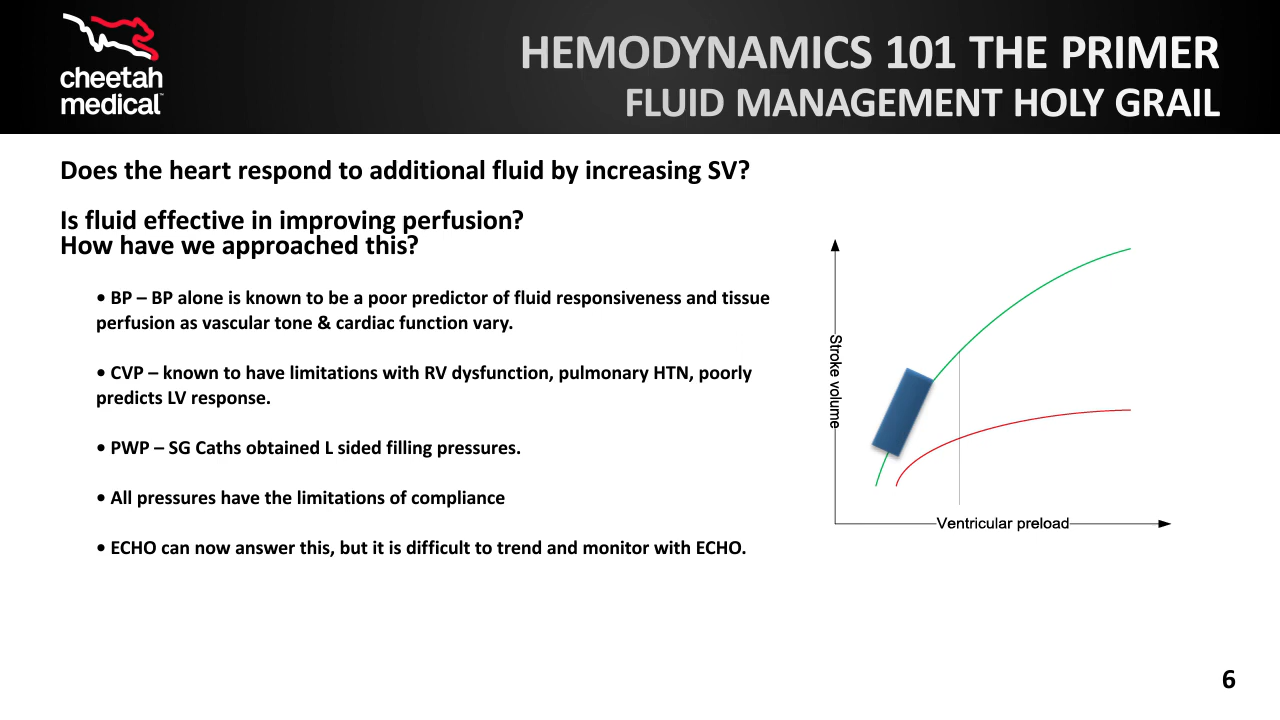 cheetah
medical™
HEMODYNAMICS 101 THE PRIMER
FLUID MANAGEMENT HOLY GRAIL
Does the heart respond to additional fluid by increasing SV?
Is fluid effective in improving perfusion?
How have we approached this?
• BP – BP alone is known to be a poor predictor of fluid responsiveness and tissue
perfusion as vascular tone & cardiac function vary.
• CVP – known to have limitations with RV dysfunction, pulmonary HTN, poorly
predicts LV response.
• PWP – SG Caths obtained L sided filling pressures.
• All pressures have the limitations of compliance
• ECHO can now answer this, but it is difficult to trend and monitor with ECHO.
Stroke volume
Ventricular preload
6